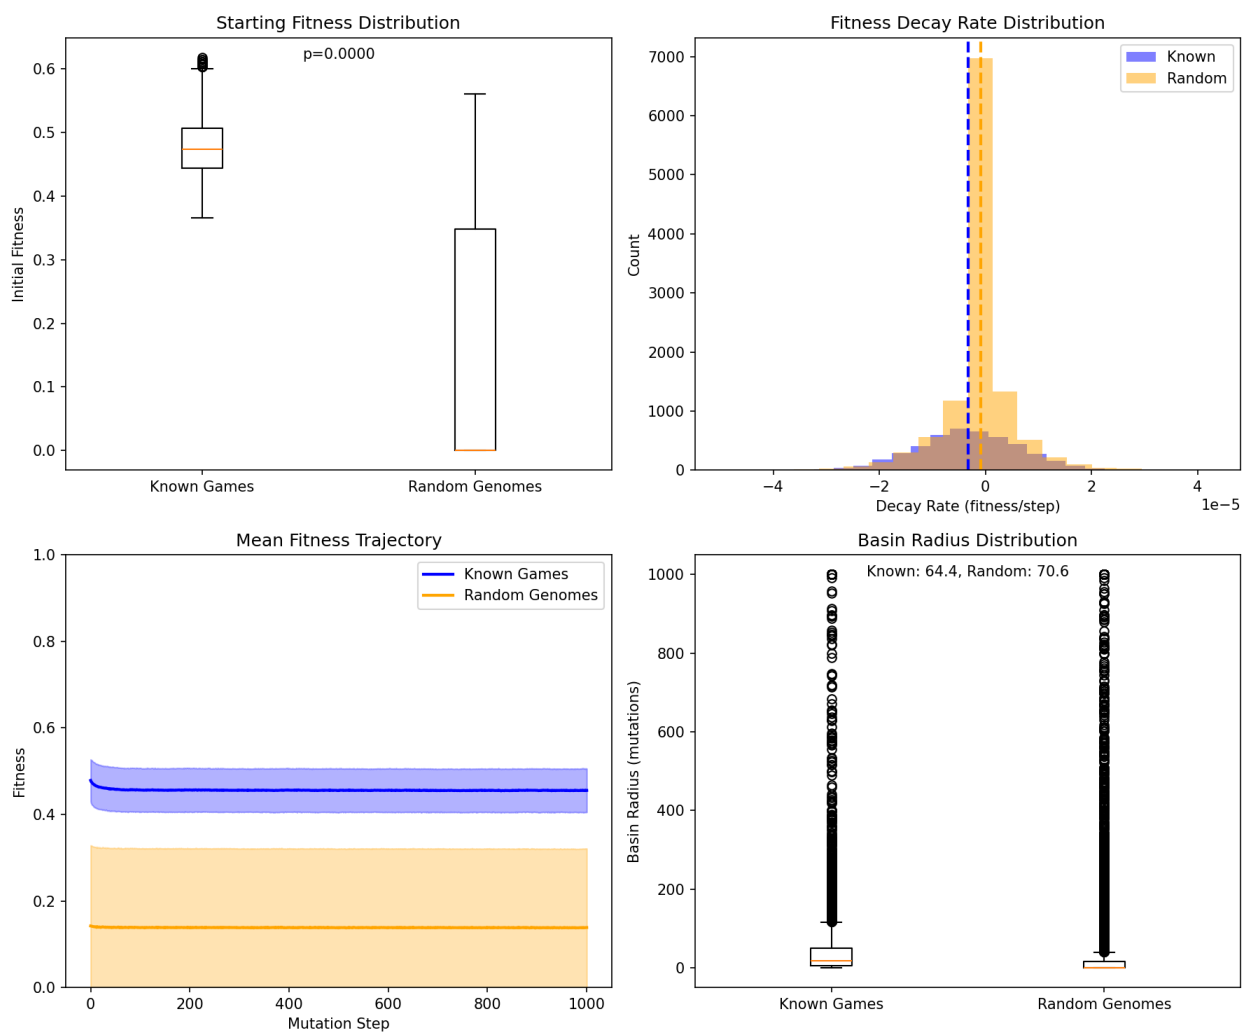 Starting Fitness Distribution
p=0.0000
0.6
0.5
0.4
0.3
0.2
0.1
0.0
Initial Fitness
Known Games
Random Genomes
Fitness Decay Rate Distribution
Known
Random
7000
6000
5000
4000
3000
2000
1000
0
Count
−4
−2
0
2
4
1e−5
Decay Rate (fitness/step)
Mean Fitness Trajectory
Known Games
Random Genomes
1.0
0.8
0.6
0.4
0.2
0.0
Fitness
0
200
400
600
800
1000
Mutation Step
Basin Radius Distribution
Known: 64.4, Random: 70.6
1000
800
600
400
200
0
Basin Radius (mutations)
Known Games
Random Genomes